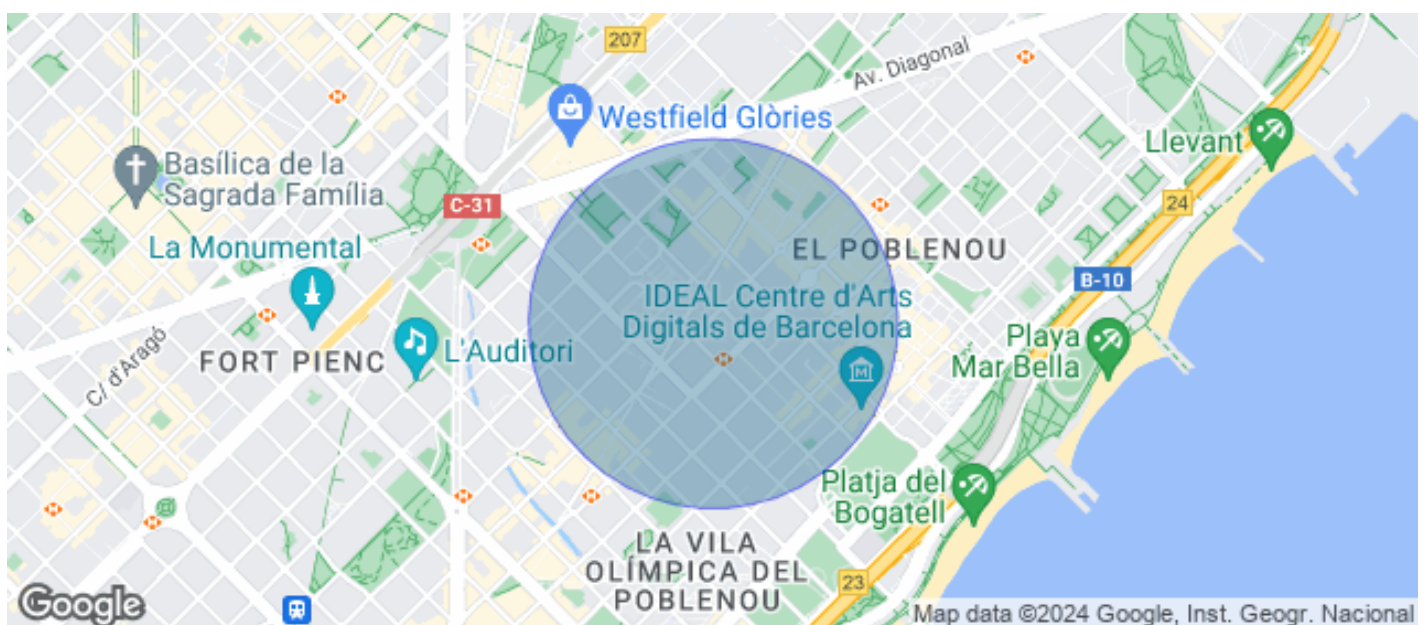 207
Av. Diagonal
Westfield Glòries
Llevant
Basílica de la
Sagrada Família
C-31
24
La Monumental
EL POBLENOU
B-10
IDEAL Centre d'Arts
Digitals de Barcelona
Playa
Mar Bella
C/ d'Aragó
FORT PIENC
L'Auditori
M
Platja del
Bogatell
LA VILA
OLÍMPICA DEL
POBLENOU
23
Google
Map data ©2024 Google, Inst. Geogr. Nacional